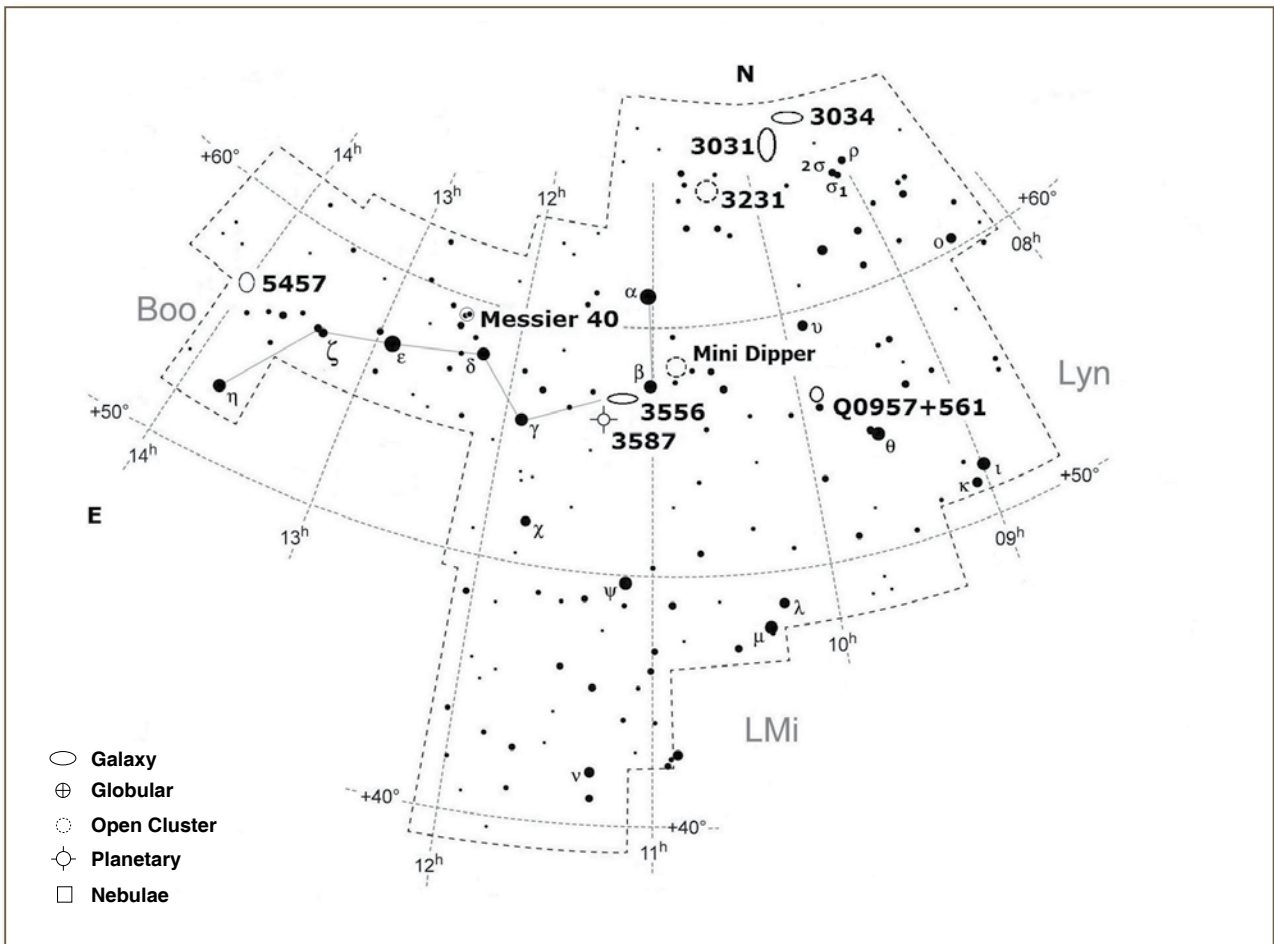 N
3034
3031
2σ
ρ
σ1
3231
+60°
14h
13h
12h
+60°
08h
ο
5457
Boo
α
Messier 40
υ
ζ
ε
δ
β
Mini Dipper
Lyn
η
γ
3556
3587
Q0957+561
θ
+50°
14h
ι
κ
+50°
E
χ
13h
09h
ψ
λ
μ
10h
LMi
ν
+40°
+40°
12h
11h
Galaxy
Globular
Open Cluster
Planetary
Nebulae